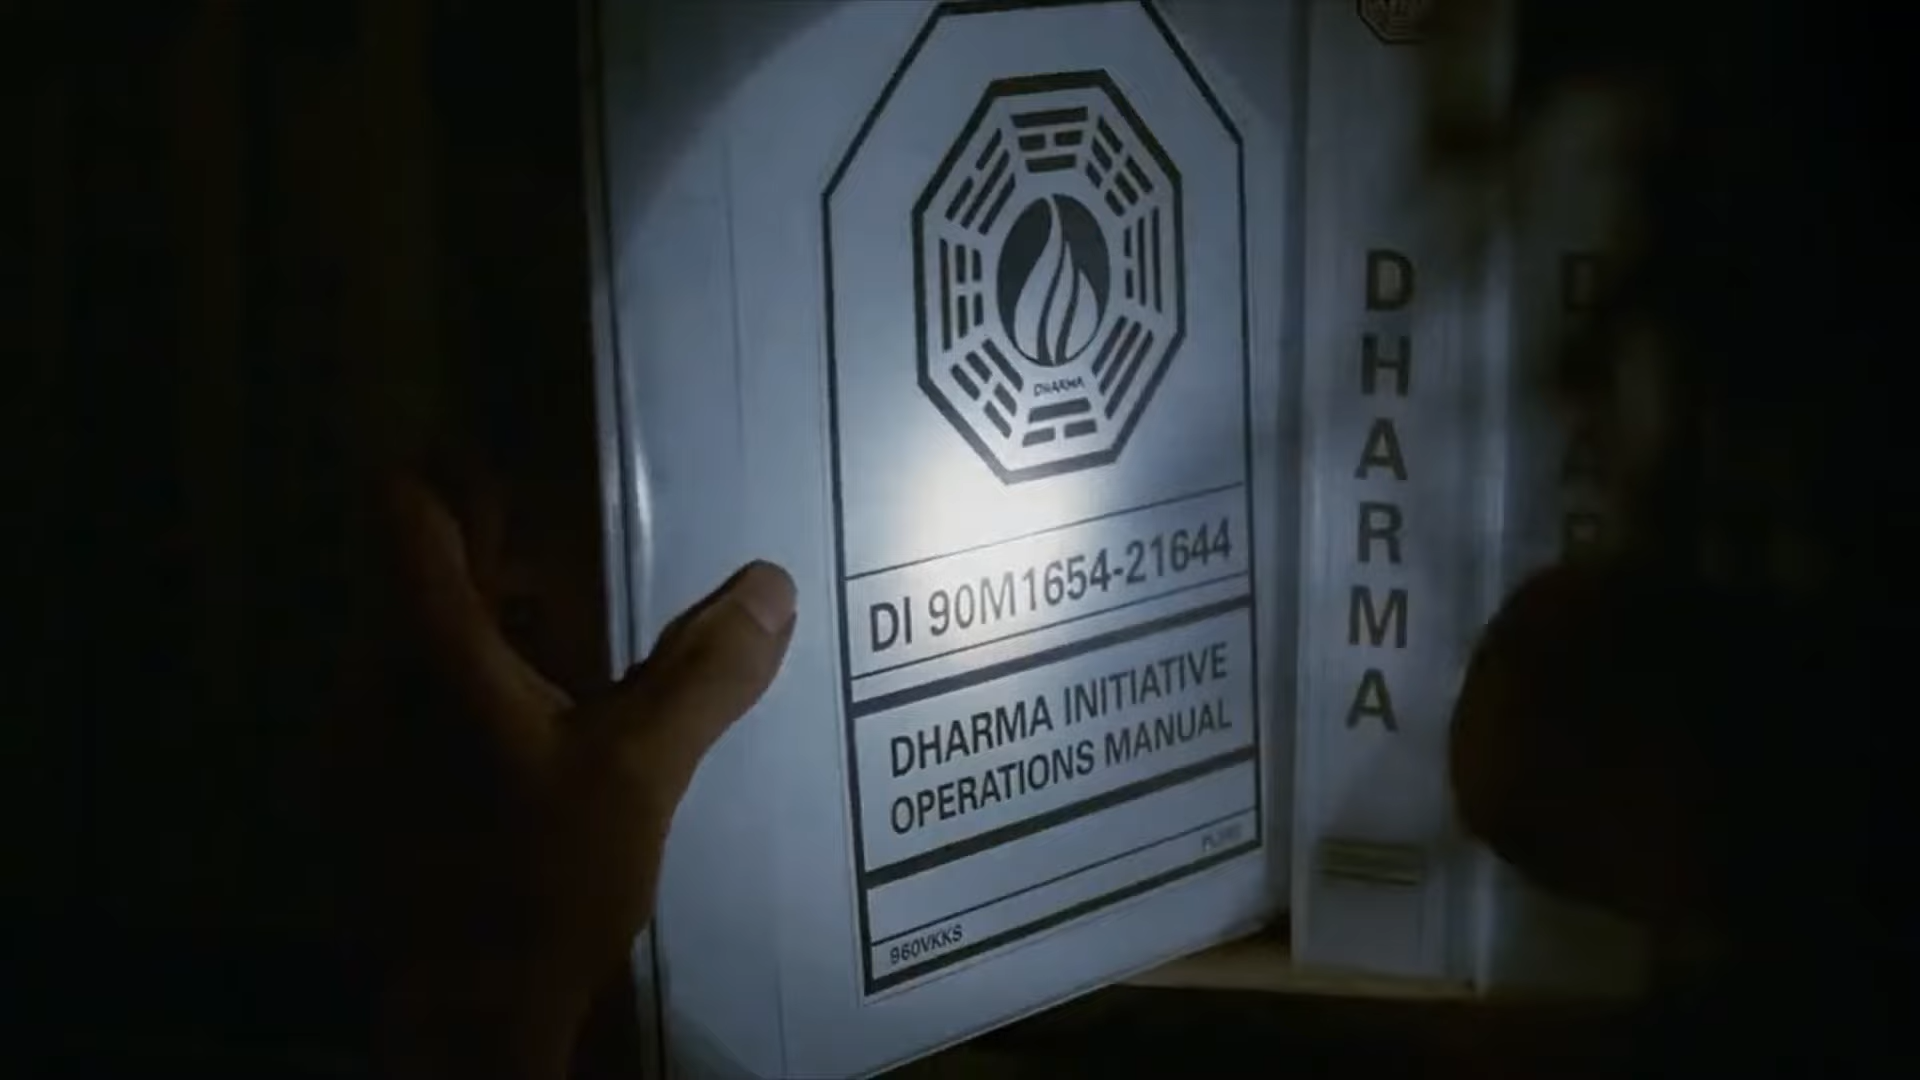 DHARMA
DI 90M1654-21644
DHARMA INITIATIVE
OPERATIONS MANUAL
960VKKS
DHARMA